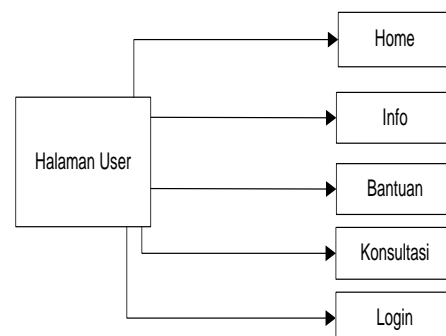 Home
Info
Halaman User
Bantuan
Konsultasi
Login